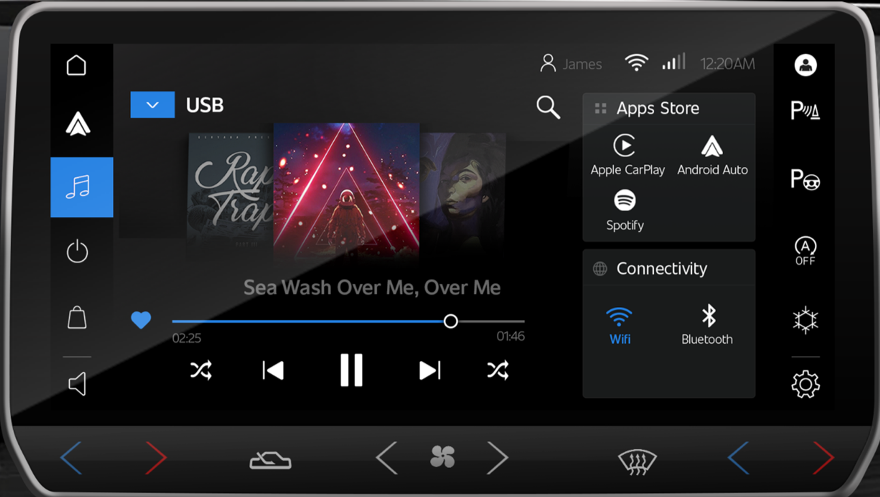 James
12:20AM
USB
Apps Store
Apple CarPlay
Android Auto
Spotify
Rap
Trap
Sea Wash Over Me, Over Me
02:25
01:46
Connectivity
Wifi
Bluetooth
P
P
A
OFF